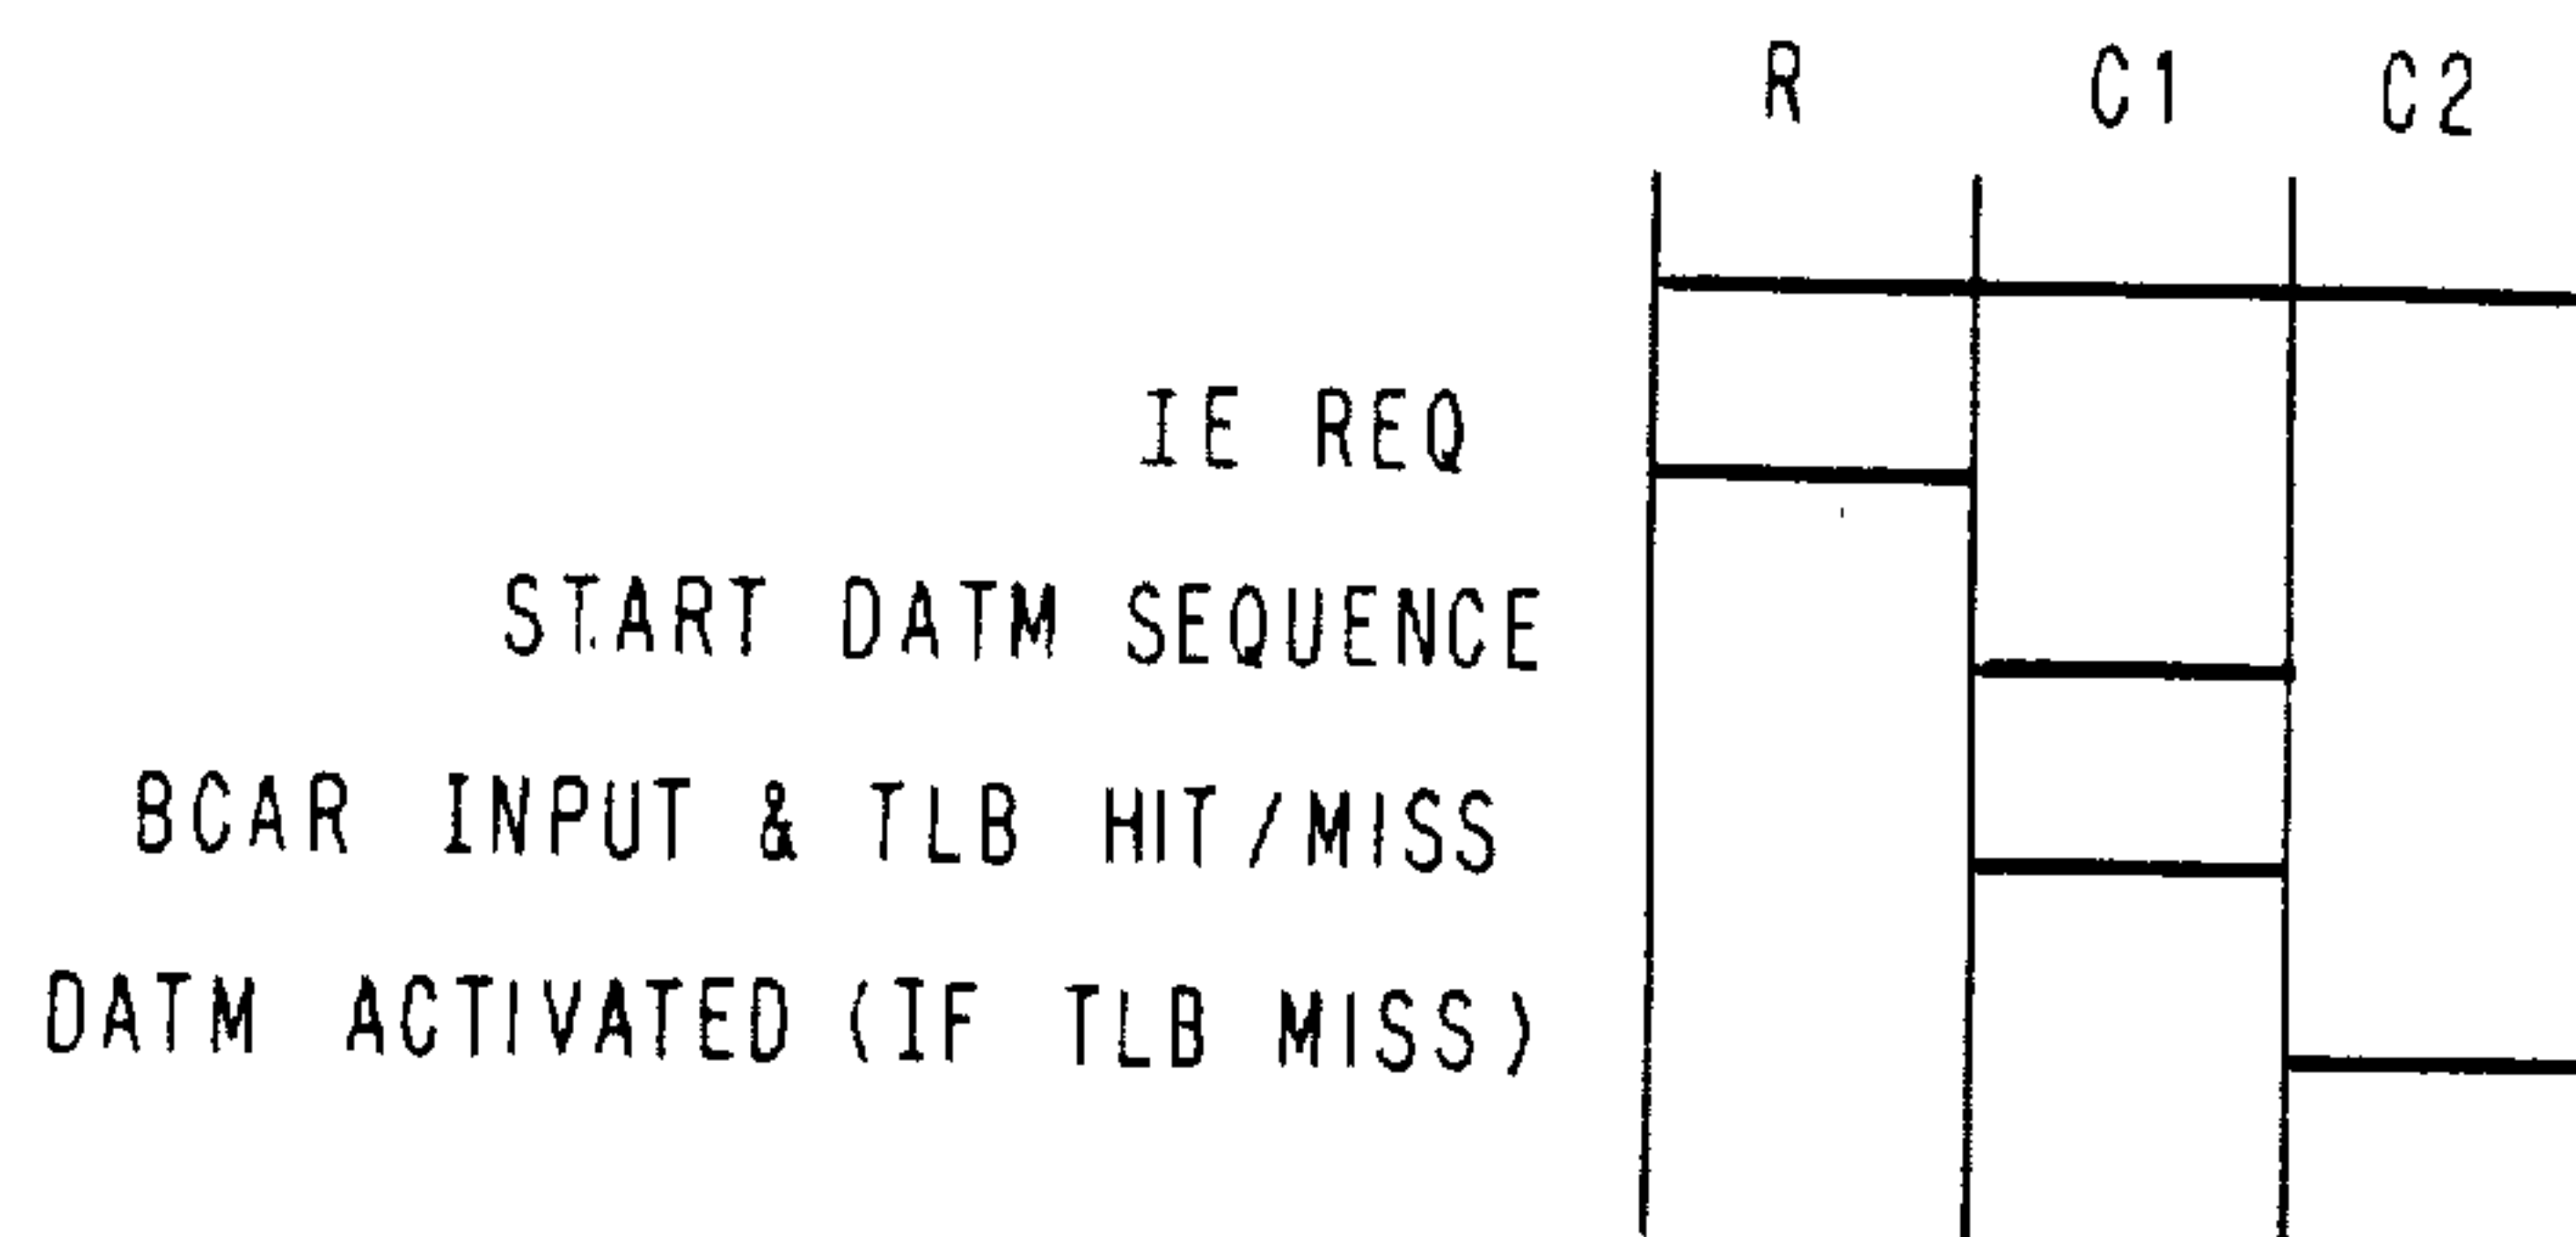 R C1 C2
IE REQ
START DATM SEQUENCE
BCAR INPUT & TLB HIT/MISS
DATM ACTIVATED (IF TLB MISS)